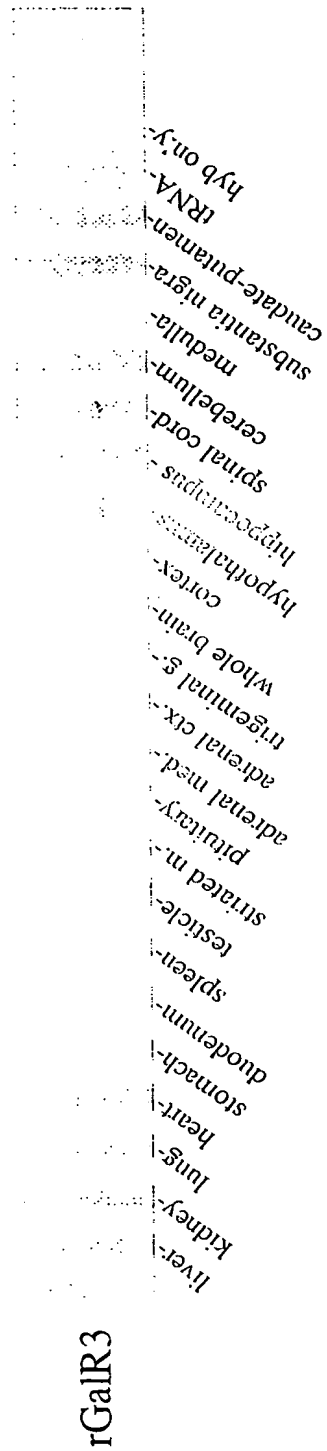 rGalR3
liver-
kidney-
lung-
heart-
stomach-
duodenum-
spleen-
testicle-
striated m.-
pituitary-
adrenal med.-
adrenal ctx.-
trigeminal g.-
whole brain-
cortex-
hypothalamus-
hippocampus -
spinal cord-
cerebellum-
medulla-
substantia nigra-
caudate-putamen-
tRNA-
hyb on.y-